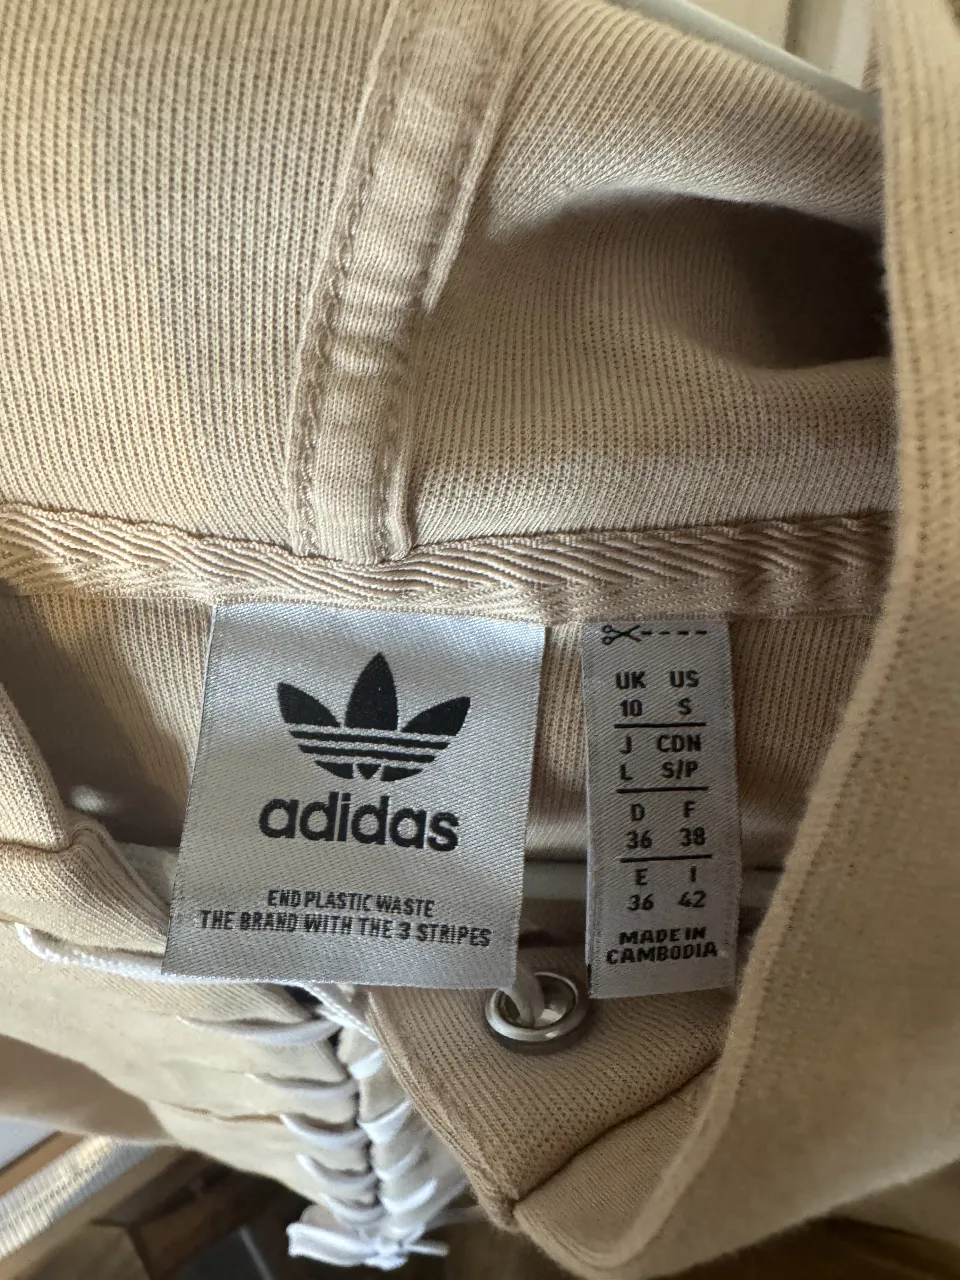 adidas
END PLASTIC WASTE
THE BRAND WITH THE 3 STRIPES
UK US
10 S
J CDN
L S/P
D F
36 38
E I
36 42
MADE IN
CAMBODIA